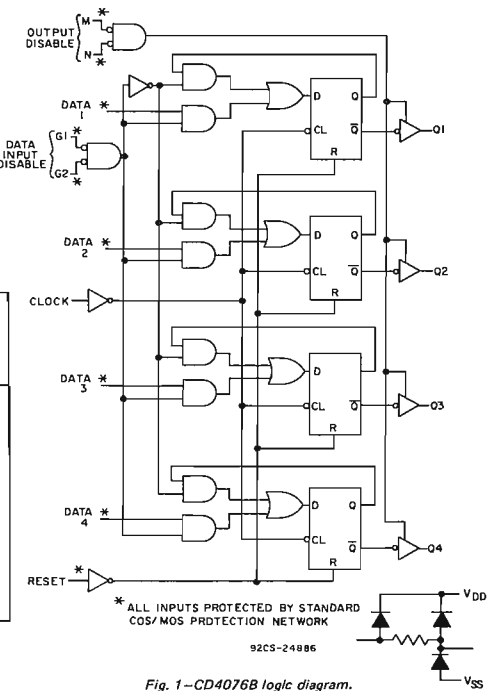 OUTPUT DISABLE { M *
N *
DATA 1 *
DATA INPUT DISABLE { G1 *
G2 *
D Q
CL Q̅
R
Q1
DATA 2 *
D Q
CL Q̅
R
Q2
CLOCK
DATA 3 *
D Q
CL Q̅
R
Q3
DATA 4 *
D Q
CL Q̅
R
Q4
RESET *
* ALL INPUTS PROTECTED BY STANDARD
COS/MOS PROTECTION NETWORK
92CS-24886
VDD
VSS
Fig. 1–CD4076B logic diagram.